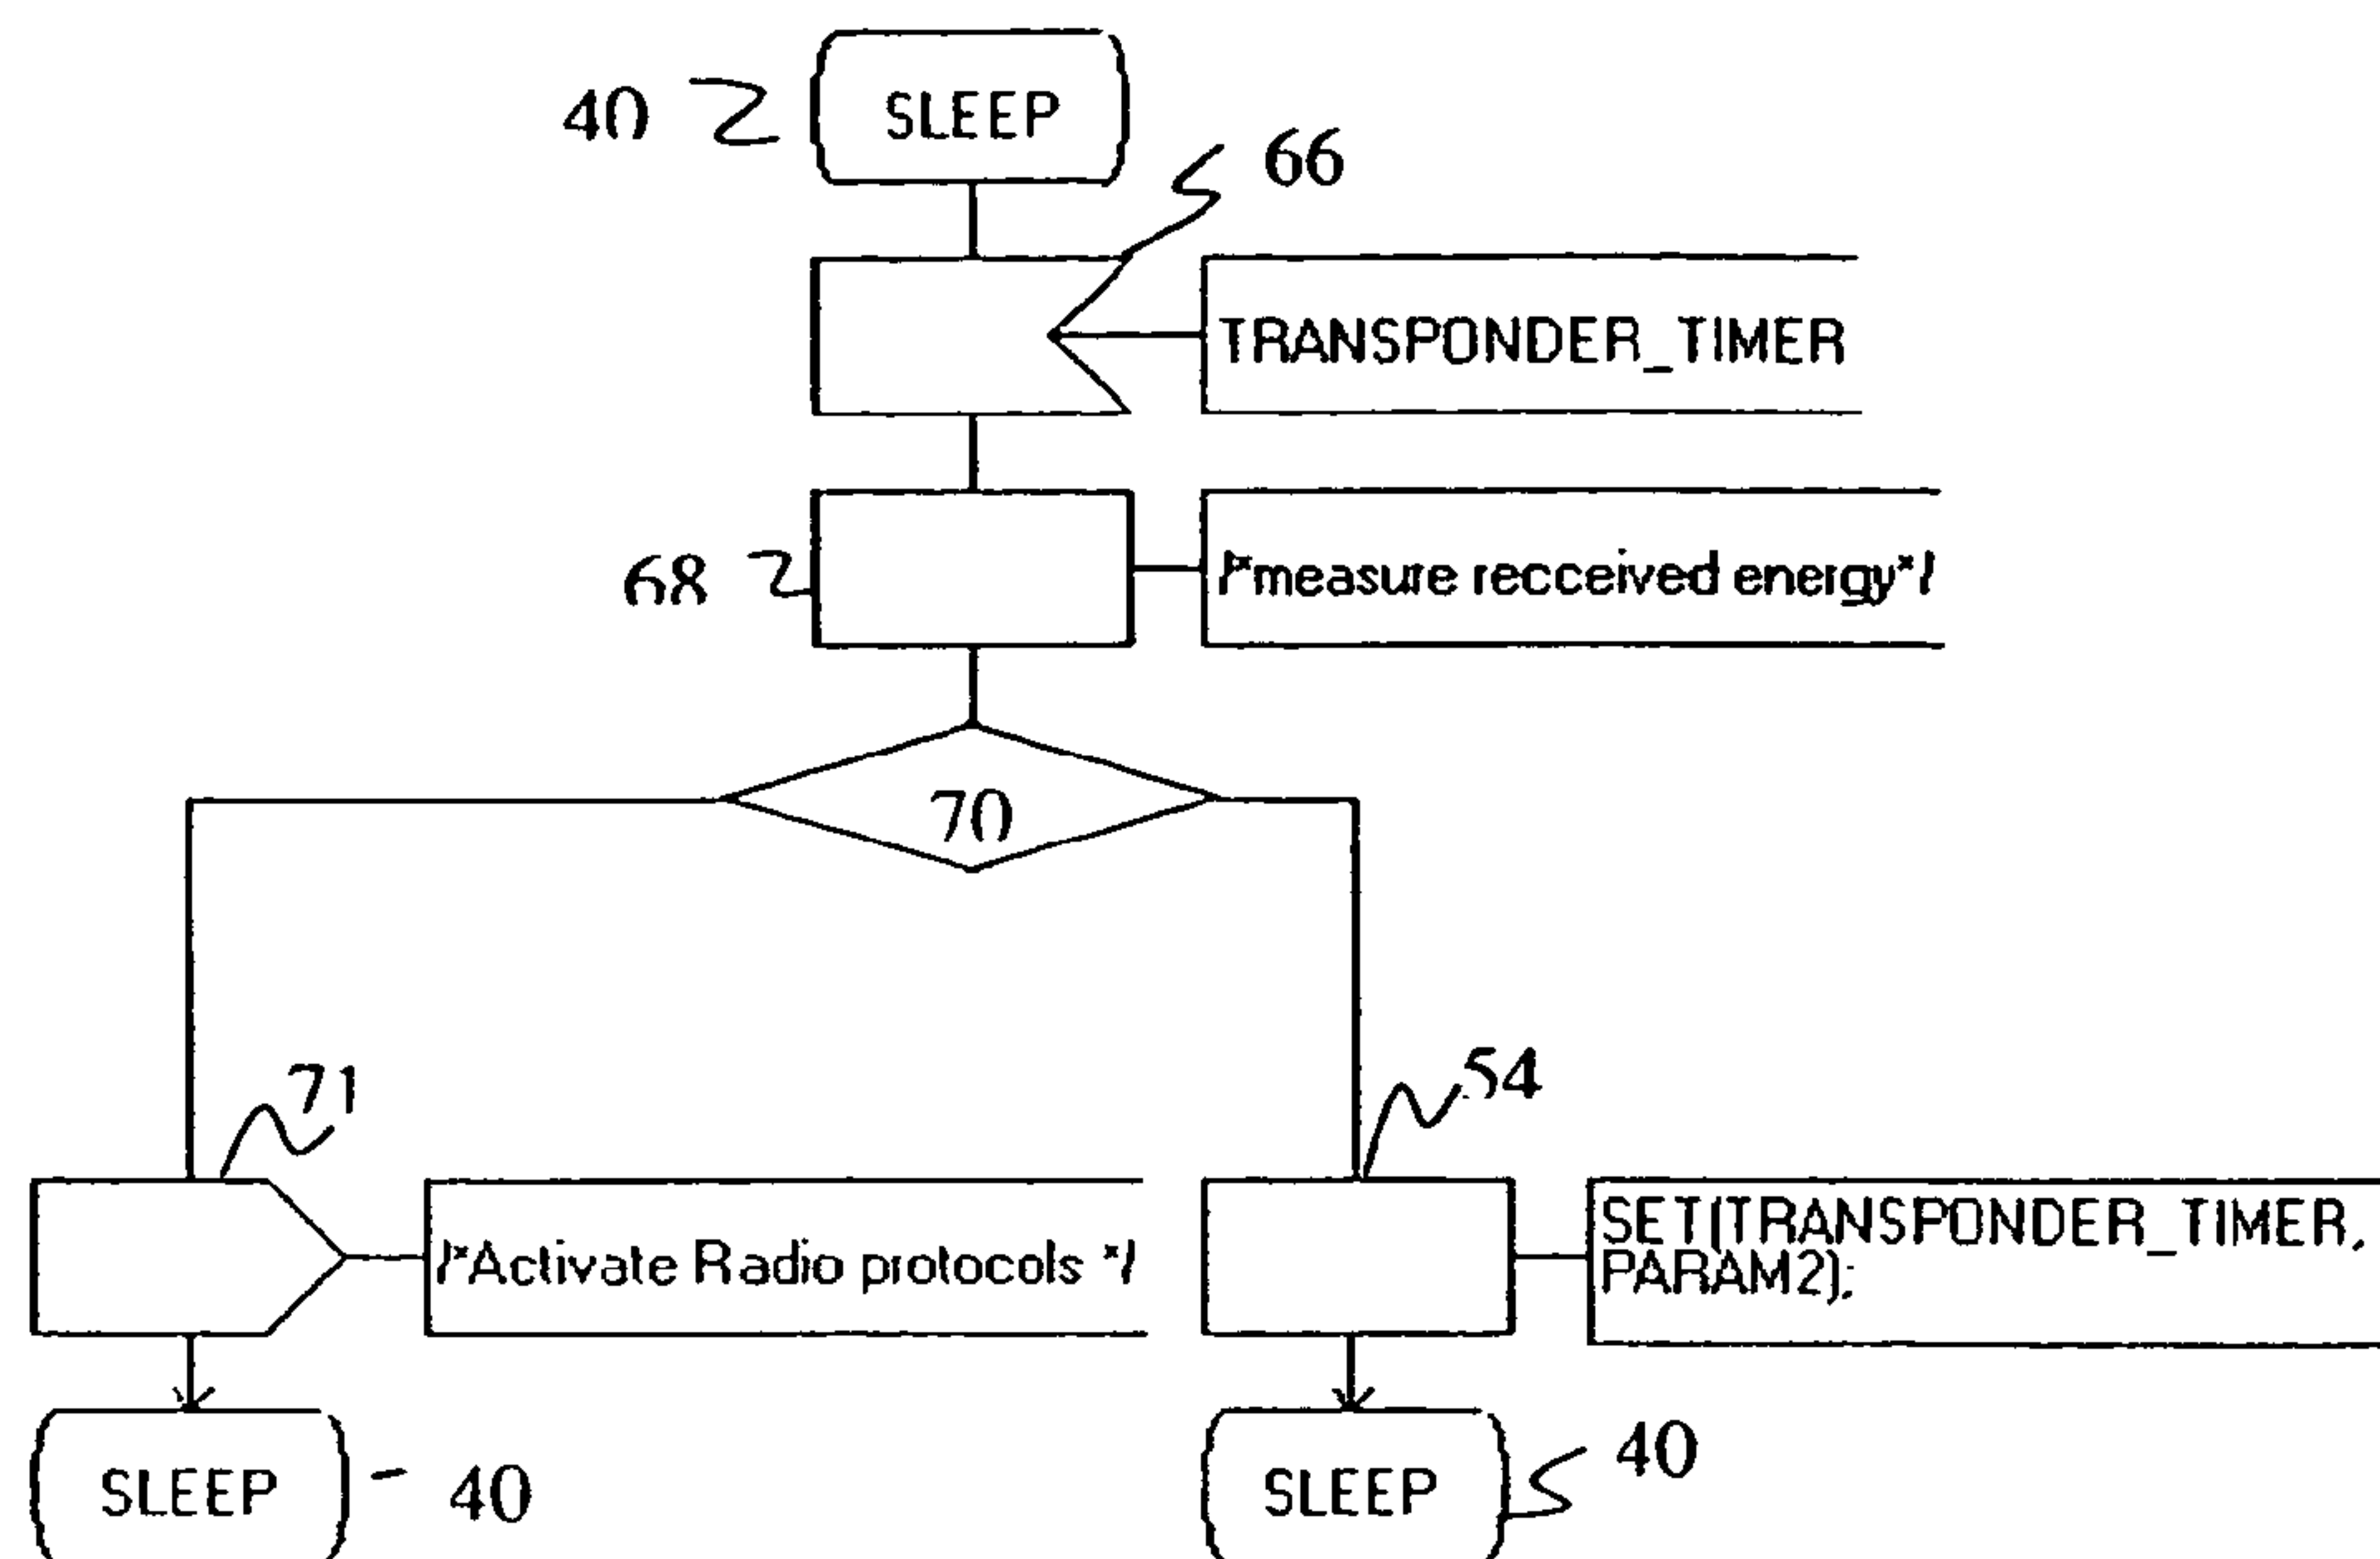 40
SLEEP
66
TRANSPONDER_TIMER
68
/*measure recceived energy*/
70
71
54
/*Activate Radio protocols */
SET(TRANSPONDER_TIMER,
PARAM2);
SLEEP
40
SLEEP
40